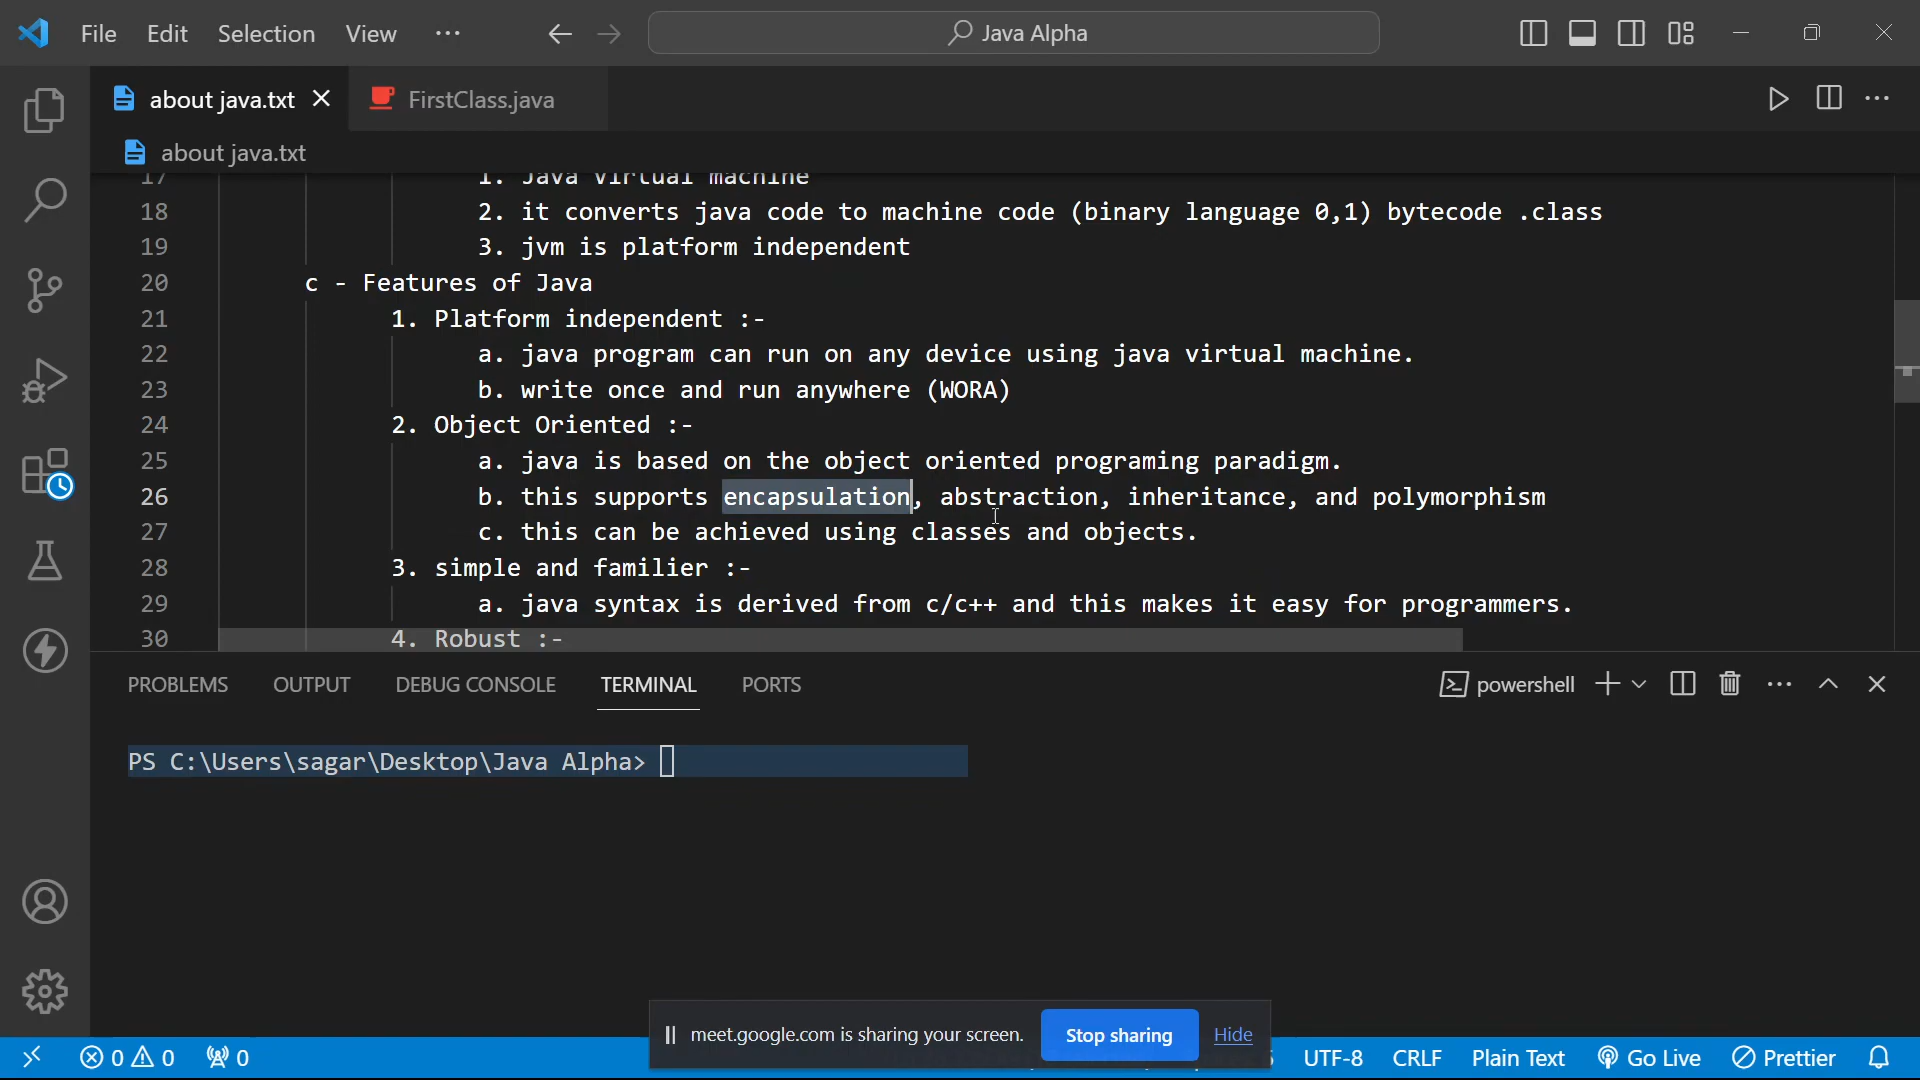 File Edit Selection View ··· Java Alpha
about java.txt FirstClass.java
about java.txt
17 1. Java virtual machine
18 2. it converts java code to machine code (binary language 0,1) bytecode .class
19 3. jvm is platform independent
20 c - Features of Java
21 1. Platform independent :-
22 a. java program can run on any device using java virtual machine.
23 b. write once and run anywhere (WORA)
24 2. Object Oriented :-
25 a. java is based on the object oriented programing paradigm.
26 b. this supports encapsulation, abstraction, inheritance, and polymorphism
27 c. this can be achieved using classes and objects.
28 3. simple and familier :-
29 a. java syntax is derived from c/c++ and this makes it easy for programmers.
30 4. Robust :-
PROBLEMS OUTPUT DEBUG CONSOLE TERMINAL PORTS powershell
PS C:\Users\sagar\Desktop\Java Alpha>
meet.google.com is sharing your screen. Stop sharing Hide
0 0 0 UTF-8 CRLF Plain Text Go Live Prettier